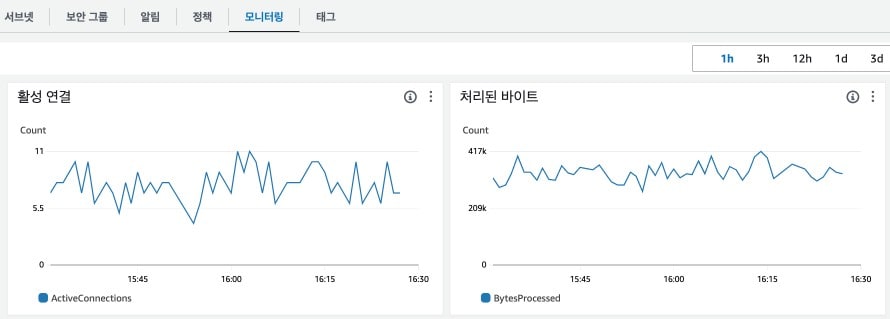 서브넷 보안 그룹 알림 정책 모니터링 태그
1h 3h 12h 1d 3d
활성 연결
Count
11
5.5
0
15:45 16:00 16:15 16:30
ActiveConnections
처리된 바이트
Count
417k
209k
0
15:45 16:00 16:15 16:30
BytesProcessed